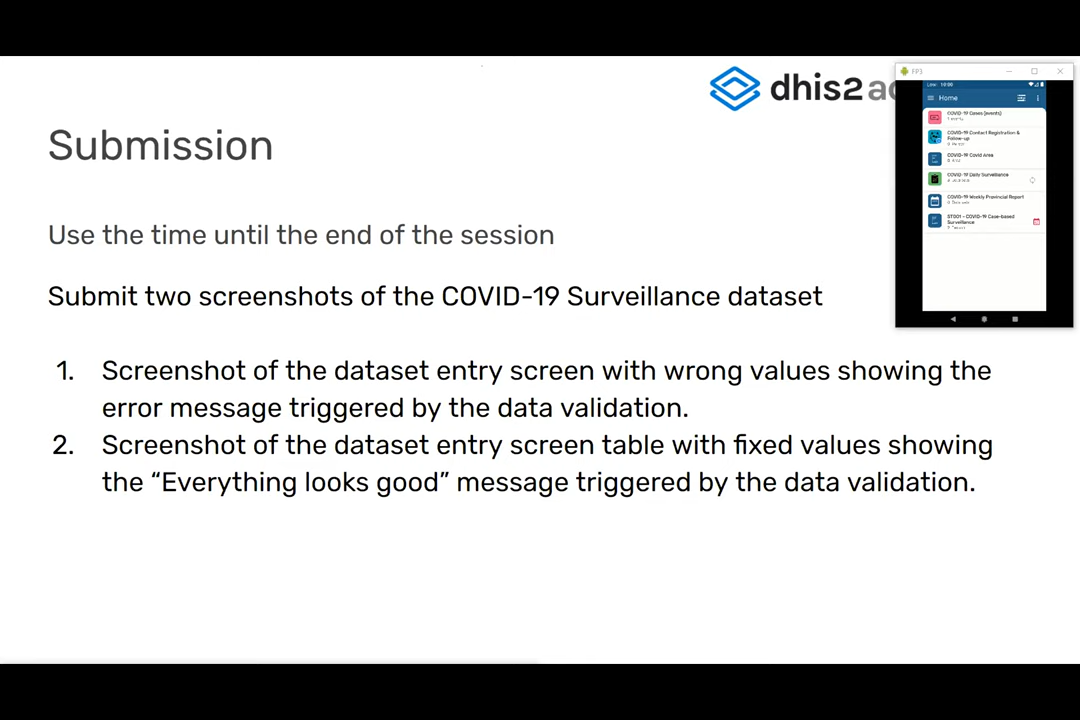 dhis2 ac
Submission
Use the time until the end of the session
Submit two screenshots of the COVID-19 Surveillance dataset
1. Screenshot of the dataset entry screen with wrong values showing the
error message triggered by the data validation.
2. Screenshot of the dataset entry screen table with fixed values showing
the “Everything looks good” message triggered by the data validation.
FP3
10:00
Home
COVID-19 Cases (events)
COVID-19 Contact Registration &
Follow-up
COVID-19 Covid Area
COVID-19 Daily Surveillance
COVID-19 Weekly Provincial Report
COVID-19 Case-based
Surveillance